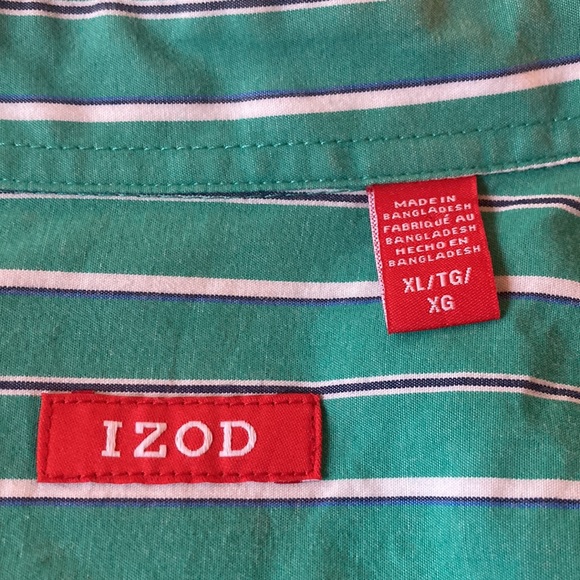 MADE IN
BANGLADESH
FABRIQUÉ AU
BANGLADESH
HECHO EN
BANGLADESH
XL/TG/
XG
IZOD